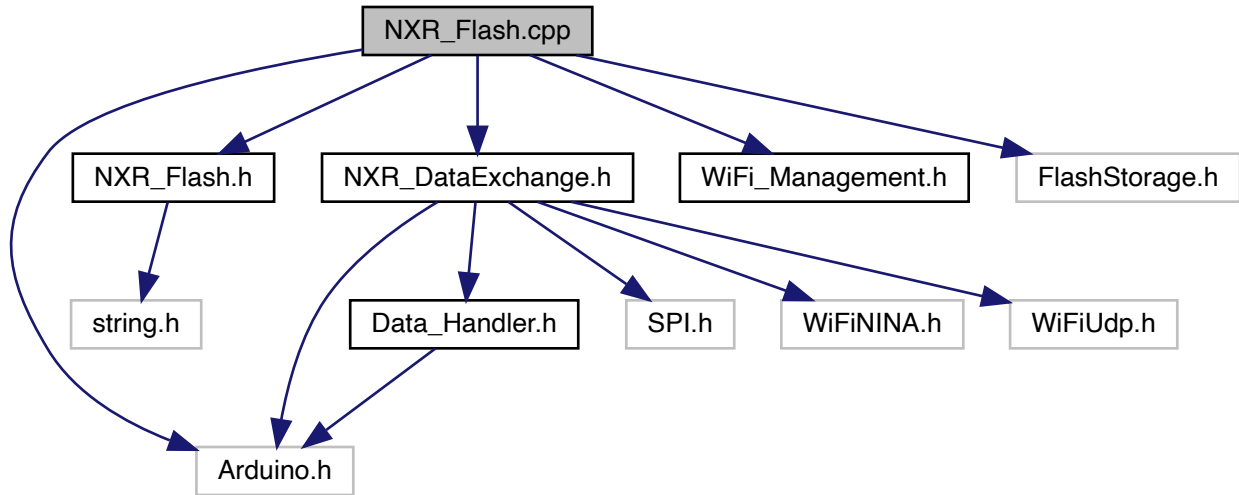 NXR_Flash.cpp
NXR_Flash.h
NXR_DataExchange.h
WiFi_Management.h
FlashStorage.h
string.h
Data_Handler.h
SPI.h
WiFiNINA.h
WiFiUdp.h
Arduino.h